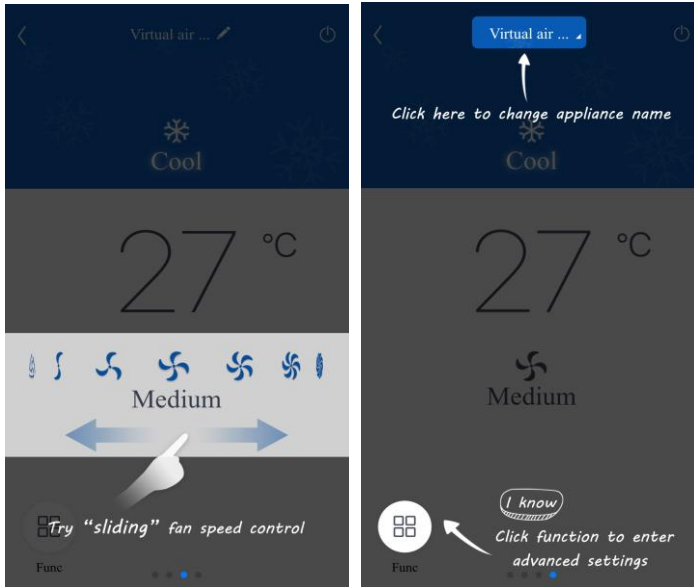 Virtual air ...
Cool
27 °C
Medium
Try “sliding” fan speed control
Func
Virtual air ...
Click here to change appliance name
Cool
27 °C
Medium
I know
Click function to enter
advanced settings
Func